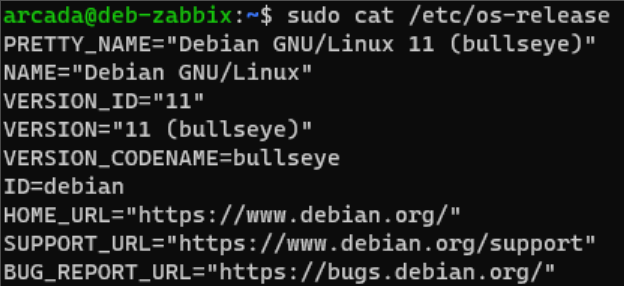 arcada@deb-zabbix:~$ sudo cat /etc/os-release
PRETTY_NAME="Debian GNU/Linux 11 (bullseye)"
NAME="Debian GNU/Linux"
VERSION_ID="11"
VERSION="11 (bullseye)"
VERSION_CODENAME=bullseye
ID=debian
HOME_URL="https://www.debian.org/"
SUPPORT_URL="https://www.debian.org/support"
BUG_REPORT_URL="https://bugs.debian.org/"